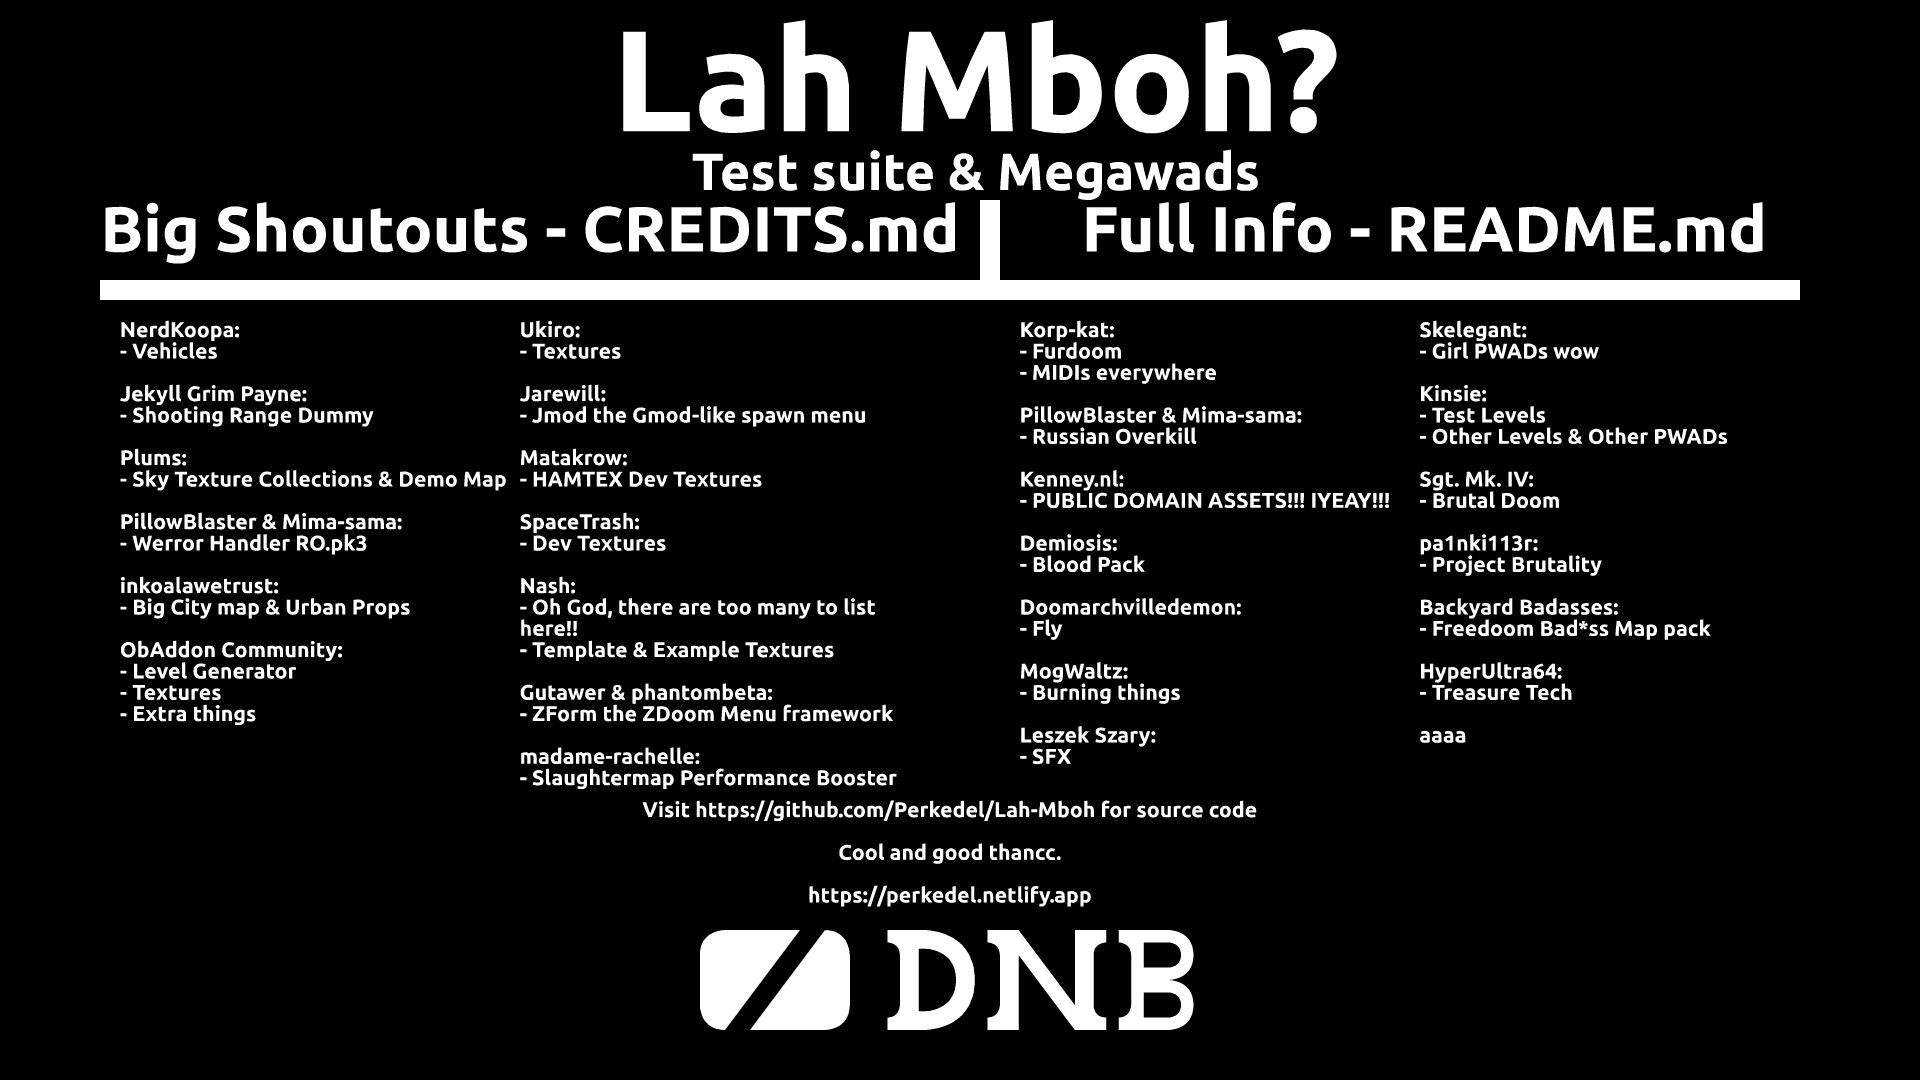 Lah Mboh?
Test suite & Megawads
Big Shoutouts - CREDITS.md
Full Info - README.md
NerdKoopa:
- Vehicles
Jekyll Grim Payne:
- Shooting Range Dummy
Plums:
- Sky Texture Collections & Demo Map
PillowBlaster & Mima-sama:
- Werror Handler RO.pk3
inkoalawetrust:
- Big City map & Urban Props
ObAddon Community:
- Level Generator
- Textures
- Extra things
Ukiro:
- Textures
Jarewill:
- Jmod the Gmod-like spawn menu
Matakrow:
- HAMTEX Dev Textures
SpaceTrash:
- Dev Textures
Nash:
- Oh God, there are too many to list
here!!
- Template & Example Textures
Gutawer & phantombeta:
- ZForm the ZDoom Menu framework
madame-rachelle:
- Slaughtermap Performance Booster
Korp-kat:
- Furdoom
- MIDIs everywhere
PillowBlaster & Mima-sama:
- Russian Overkill
Kenney.nl:
- PUBLIC DOMAIN ASSETS!!! IYEAY!!!
Demiosis:
- Blood Pack
Doomarchvilledemon:
- Fly
MogWaltz:
- Burning things
Leszek Szary:
- SFX
Skelegant:
- Girl PWADs wow
Kinsie:
- Test Levels
- Other Levels & Other PWADs
Sgt. Mk. IV:
- Brutal Doom
pa1nki113r:
- Project Brutality
Backyard Badasses:
- Freedoom Bad*ss Map pack
HyperUltra64:
- Treasure Tech
aaaa
Visit https://github.com/Perkedel/Lah-Mboh for source code
Cool and good thancc.
https://perkedel.netlify.app
DNB